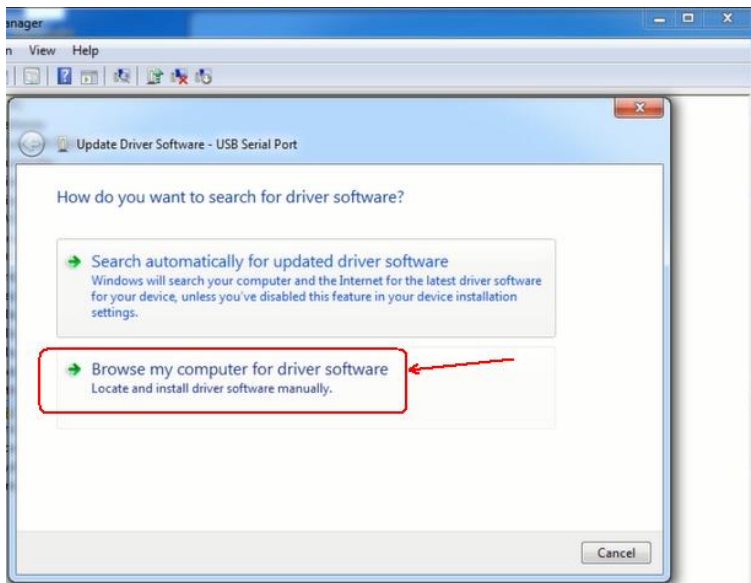 anager
n View Help
Update Driver Software - USB Serial Port
How do you want to search for driver software?
Search automatically for updated driver software
Windows will search your computer and the Internet for the latest driver software
for your device, unless you've disabled this feature in your device installation
settings.
Browse my computer for driver software
Locate and install driver software manually.
Cancel